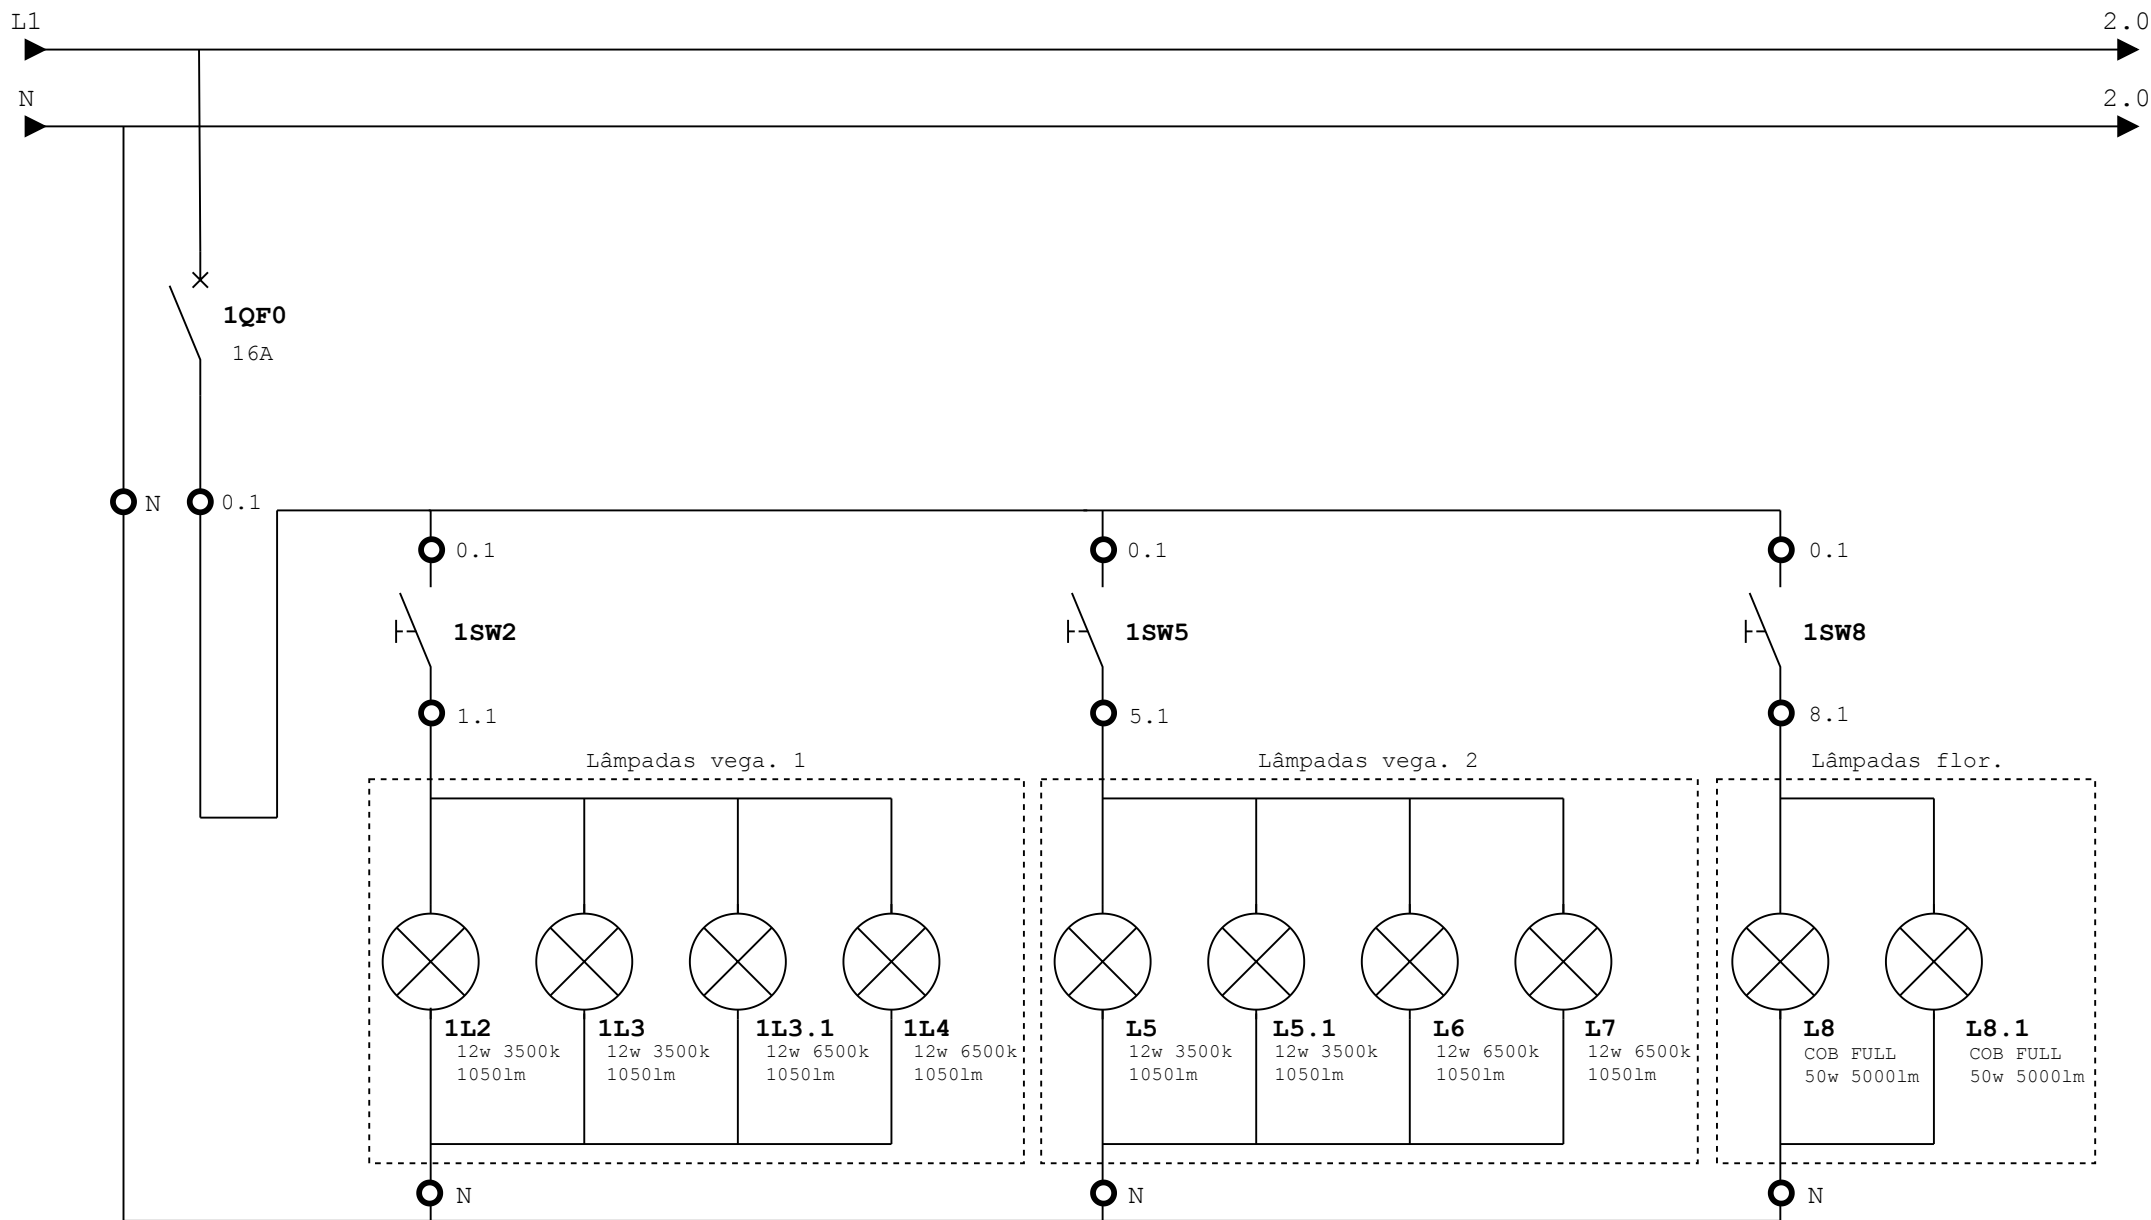 L1
2.0
N
2.0
1QF0
16A
N
0.1
0.1
0.1
0.1
1SW2
1SW5
1SW8
1.1
5.1
8.1
Lâmpadas vega. 1
Lâmpadas vega. 2
Lâmpadas flor.
1L2
12w 3500k
1050lm
1L3
12w 3500k
1050lm
1L3.1
12w 6500k
1050lm
1L4
12w 6500k
1050lm
L5
12w 3500k
1050lm
L5.1
12w 3500k
1050lm
L6
12w 6500k
1050lm
L7
12w 6500k
1050lm
L8
COB FULL
50w 5000lm
L8.1
COB FULL
50w 5000lm
N
N
N